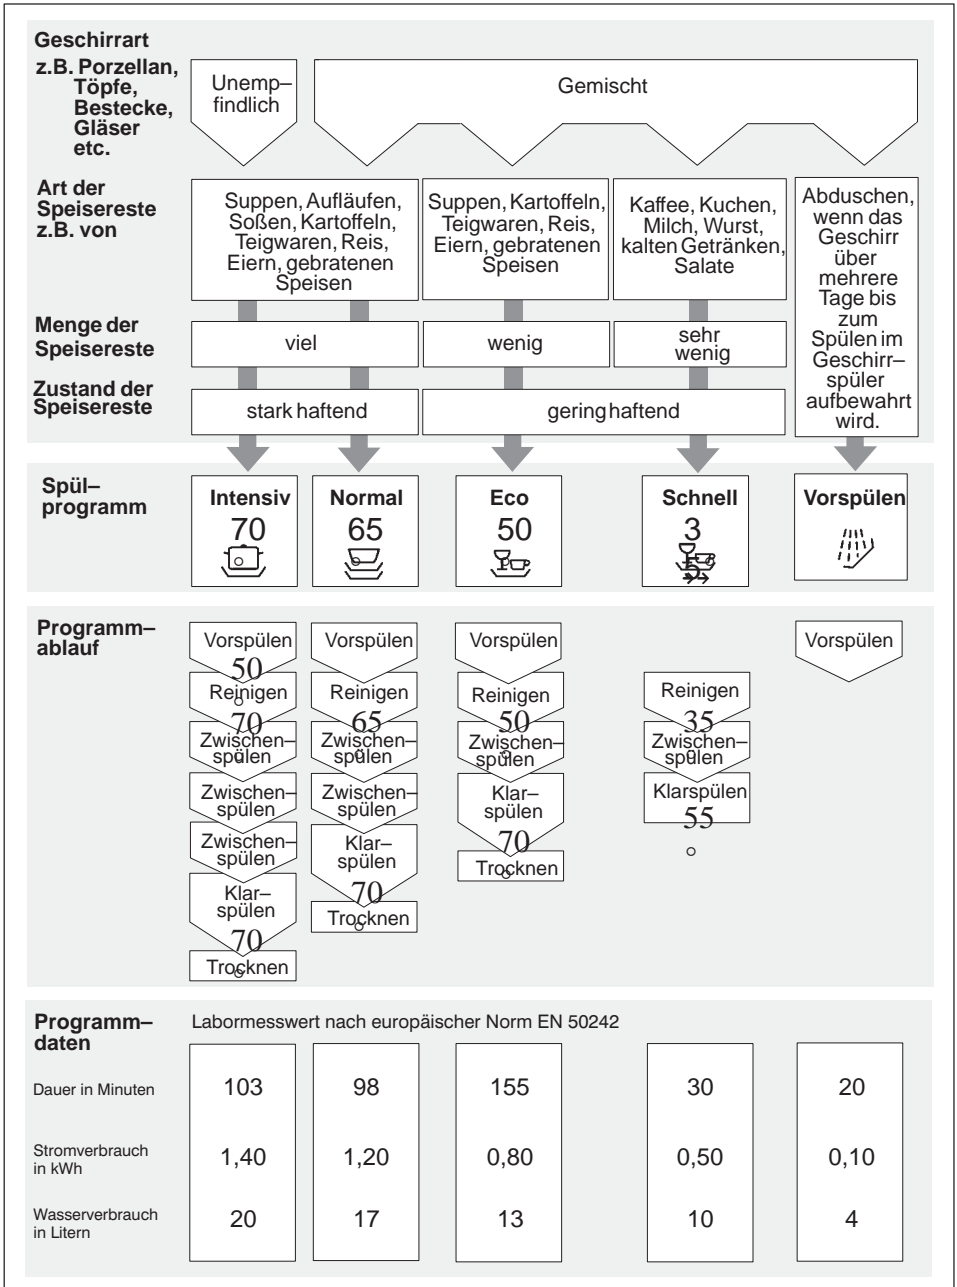 Geschirrart
z.B. Porzellan,
Töpfe,
Bestecke,
Gläser
etc.
Unemp–
findlich
Gemischt
Art der
Speisereste
z.B. von
Suppen, Aufläufen,
Soßen, Kartoffeln,
Teigwaren, Reis,
Eiern, gebratenen
Speisen
Suppen, Kartoffeln,
Teigwaren, Reis,
Eiern, gebratenen
Speisen
Kaffee, Kuchen,
Milch, Wurst,
kalten Getränken,
Salate
Abduschen,
wenn das
Geschirr
über
mehrere
Tage bis
zum
Spülen im
Geschirr–
spüler
aufbewahrt
wird.
Menge der
Speisereste
viel
wenig
sehr
wenig
Zustand der
Speisereste
stark haftend
gering haftend
Spül–
programm
Intensiv
70
Normal
65
Eco
50
Schnell
3
5
Vorspülen
Programm–
ablauf
Vorspülen
50
Reinigen
70
Zwischen–
spülen
Zwischen–
spülen
Zwischen–
spülen
Klar–
spülen
70
Trocknen
Vorspülen
Reinigen
65
Zwischen–
spülen
Zwischen–
spülen
Klar–
spülen
70
Trocknen
Vorspülen
Reinigen
50
Zwischen–
spülen
Klar–
spülen
70
Trocknen
Reinigen
35
Zwischen–
spülen
Klarspülen
55
Vorspülen
Programm–
daten
Labormesswert nach europäischer Norm EN 50242
Dauer in Minuten
103 98 155 30 20
Stromverbrauch
in kWh
1,40 1,20 0,80 0,50 0,10
Wasserverbrauch
in Litern
20 17 13 10 4